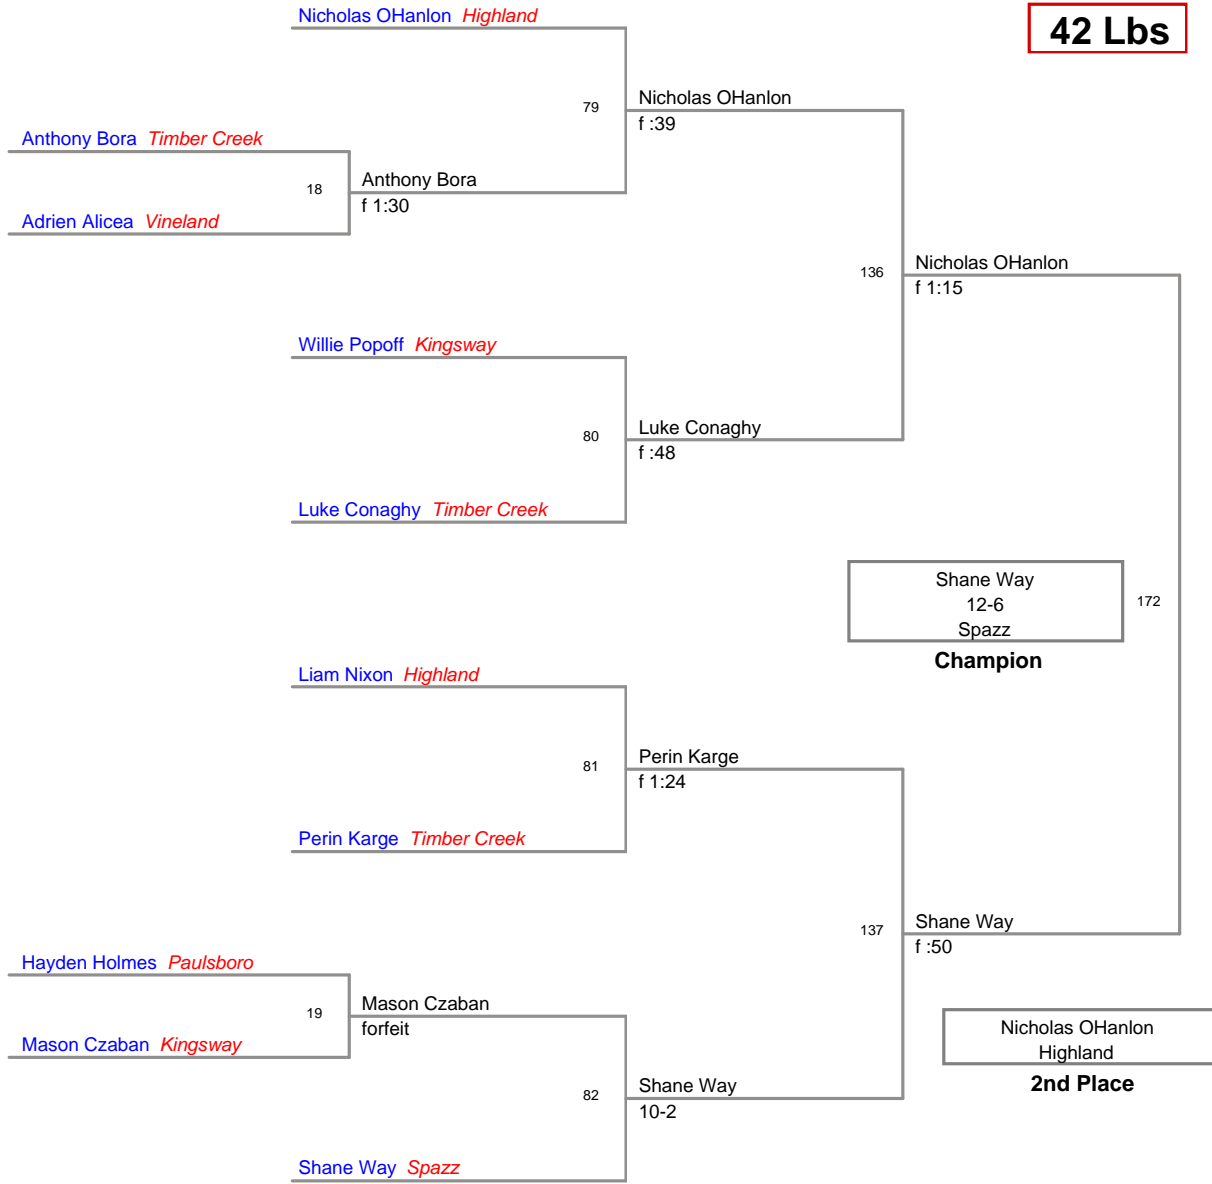 Nicholas OHanlon Highland
42 Lbs
79
Nicholas OHanlon
f :39
Anthony Bora Timber Creek
18
Anthony Bora
f 1:30
Adrien Alicea Vineland
136
Nicholas OHanlon
f 1:15
Willie Popoff Kingsway
80
Luke Conaghy
f :48
Luke Conaghy Timber Creek
Shane Way
12-6
Spazz
172
Champion
Liam Nixon Highland
81
Perin Karge
f 1:24
Perin Karge Timber Creek
137
Shane Way
f :50
Hayden Holmes Paulsboro
19
Mason Czaban
forfeit
Mason Czaban Kingsway
Nicholas OHanlon
Highland
2nd Place
82
Shane Way
10-2
Shane Way Spazz